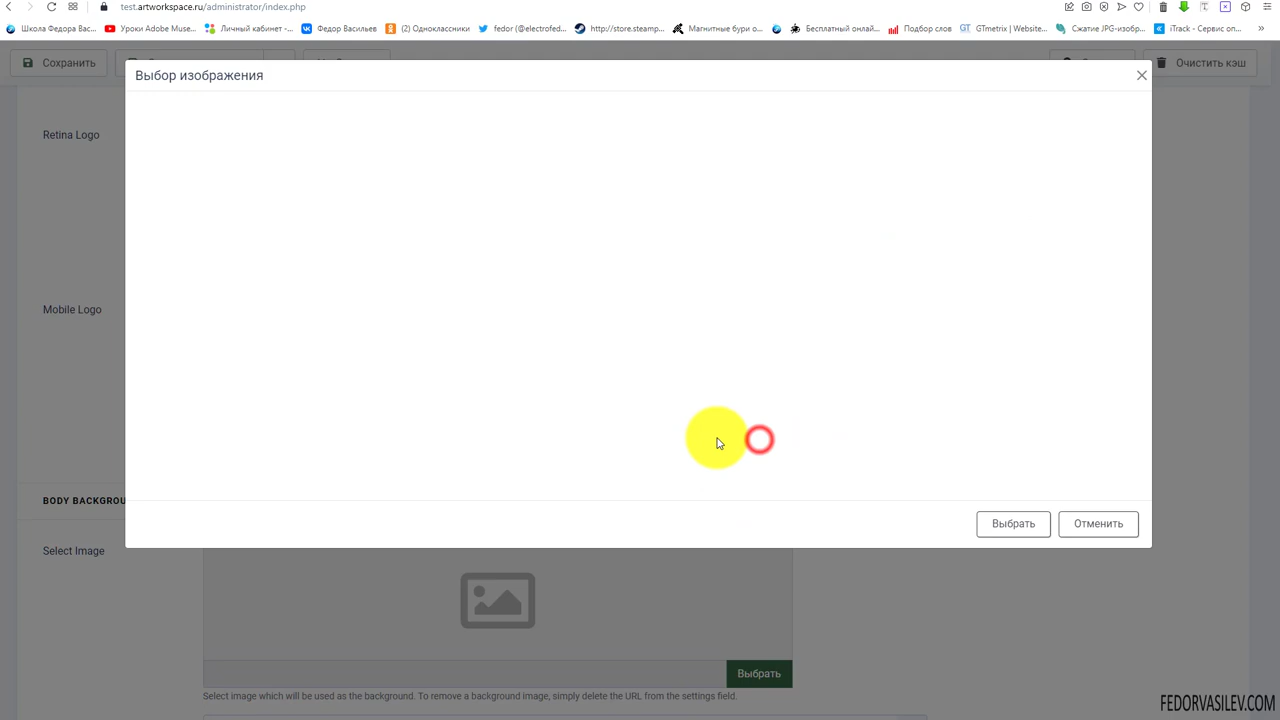 test.artworkspace.ru/administrator/index.php
Школа Федора Вас...
Уроки Adobe Muse...
Личный кабинет -...
Федор Васильев
(2) Одноклассники
fedor (@electrofed...
http://store.steamp...
Магнитные бури о...
Бесплатный онлай...
Подбор слов
GTmetrix | Website...
Сжатие JPG-изобр...
iTrack - Сервис оп...
»
Сохранить
Очистить кэш
Выбор изображения
Retina Logo
Mobile Logo
BODY BACKGROU
Выбрать
Отменить
Select Image
Выбрать
Select image which will be used as the background. To remove a background image, simply delete the URL from the settings field.
FEDORVASILEV.COM